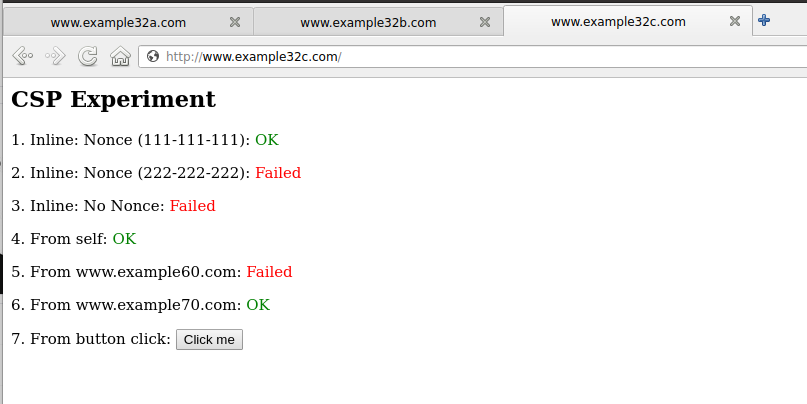 www.example32a.com
www.example32b.com
www.example32c.com
http://www.example32c.com/
CSP Experiment
1. Inline: Nonce (111-111-111): OK
2. Inline: Nonce (222-222-222): Failed
3. Inline: No Nonce: Failed
4. From self: OK
5. From www.example60.com: Failed
6. From www.example70.com: OK
7. From button click: Click me